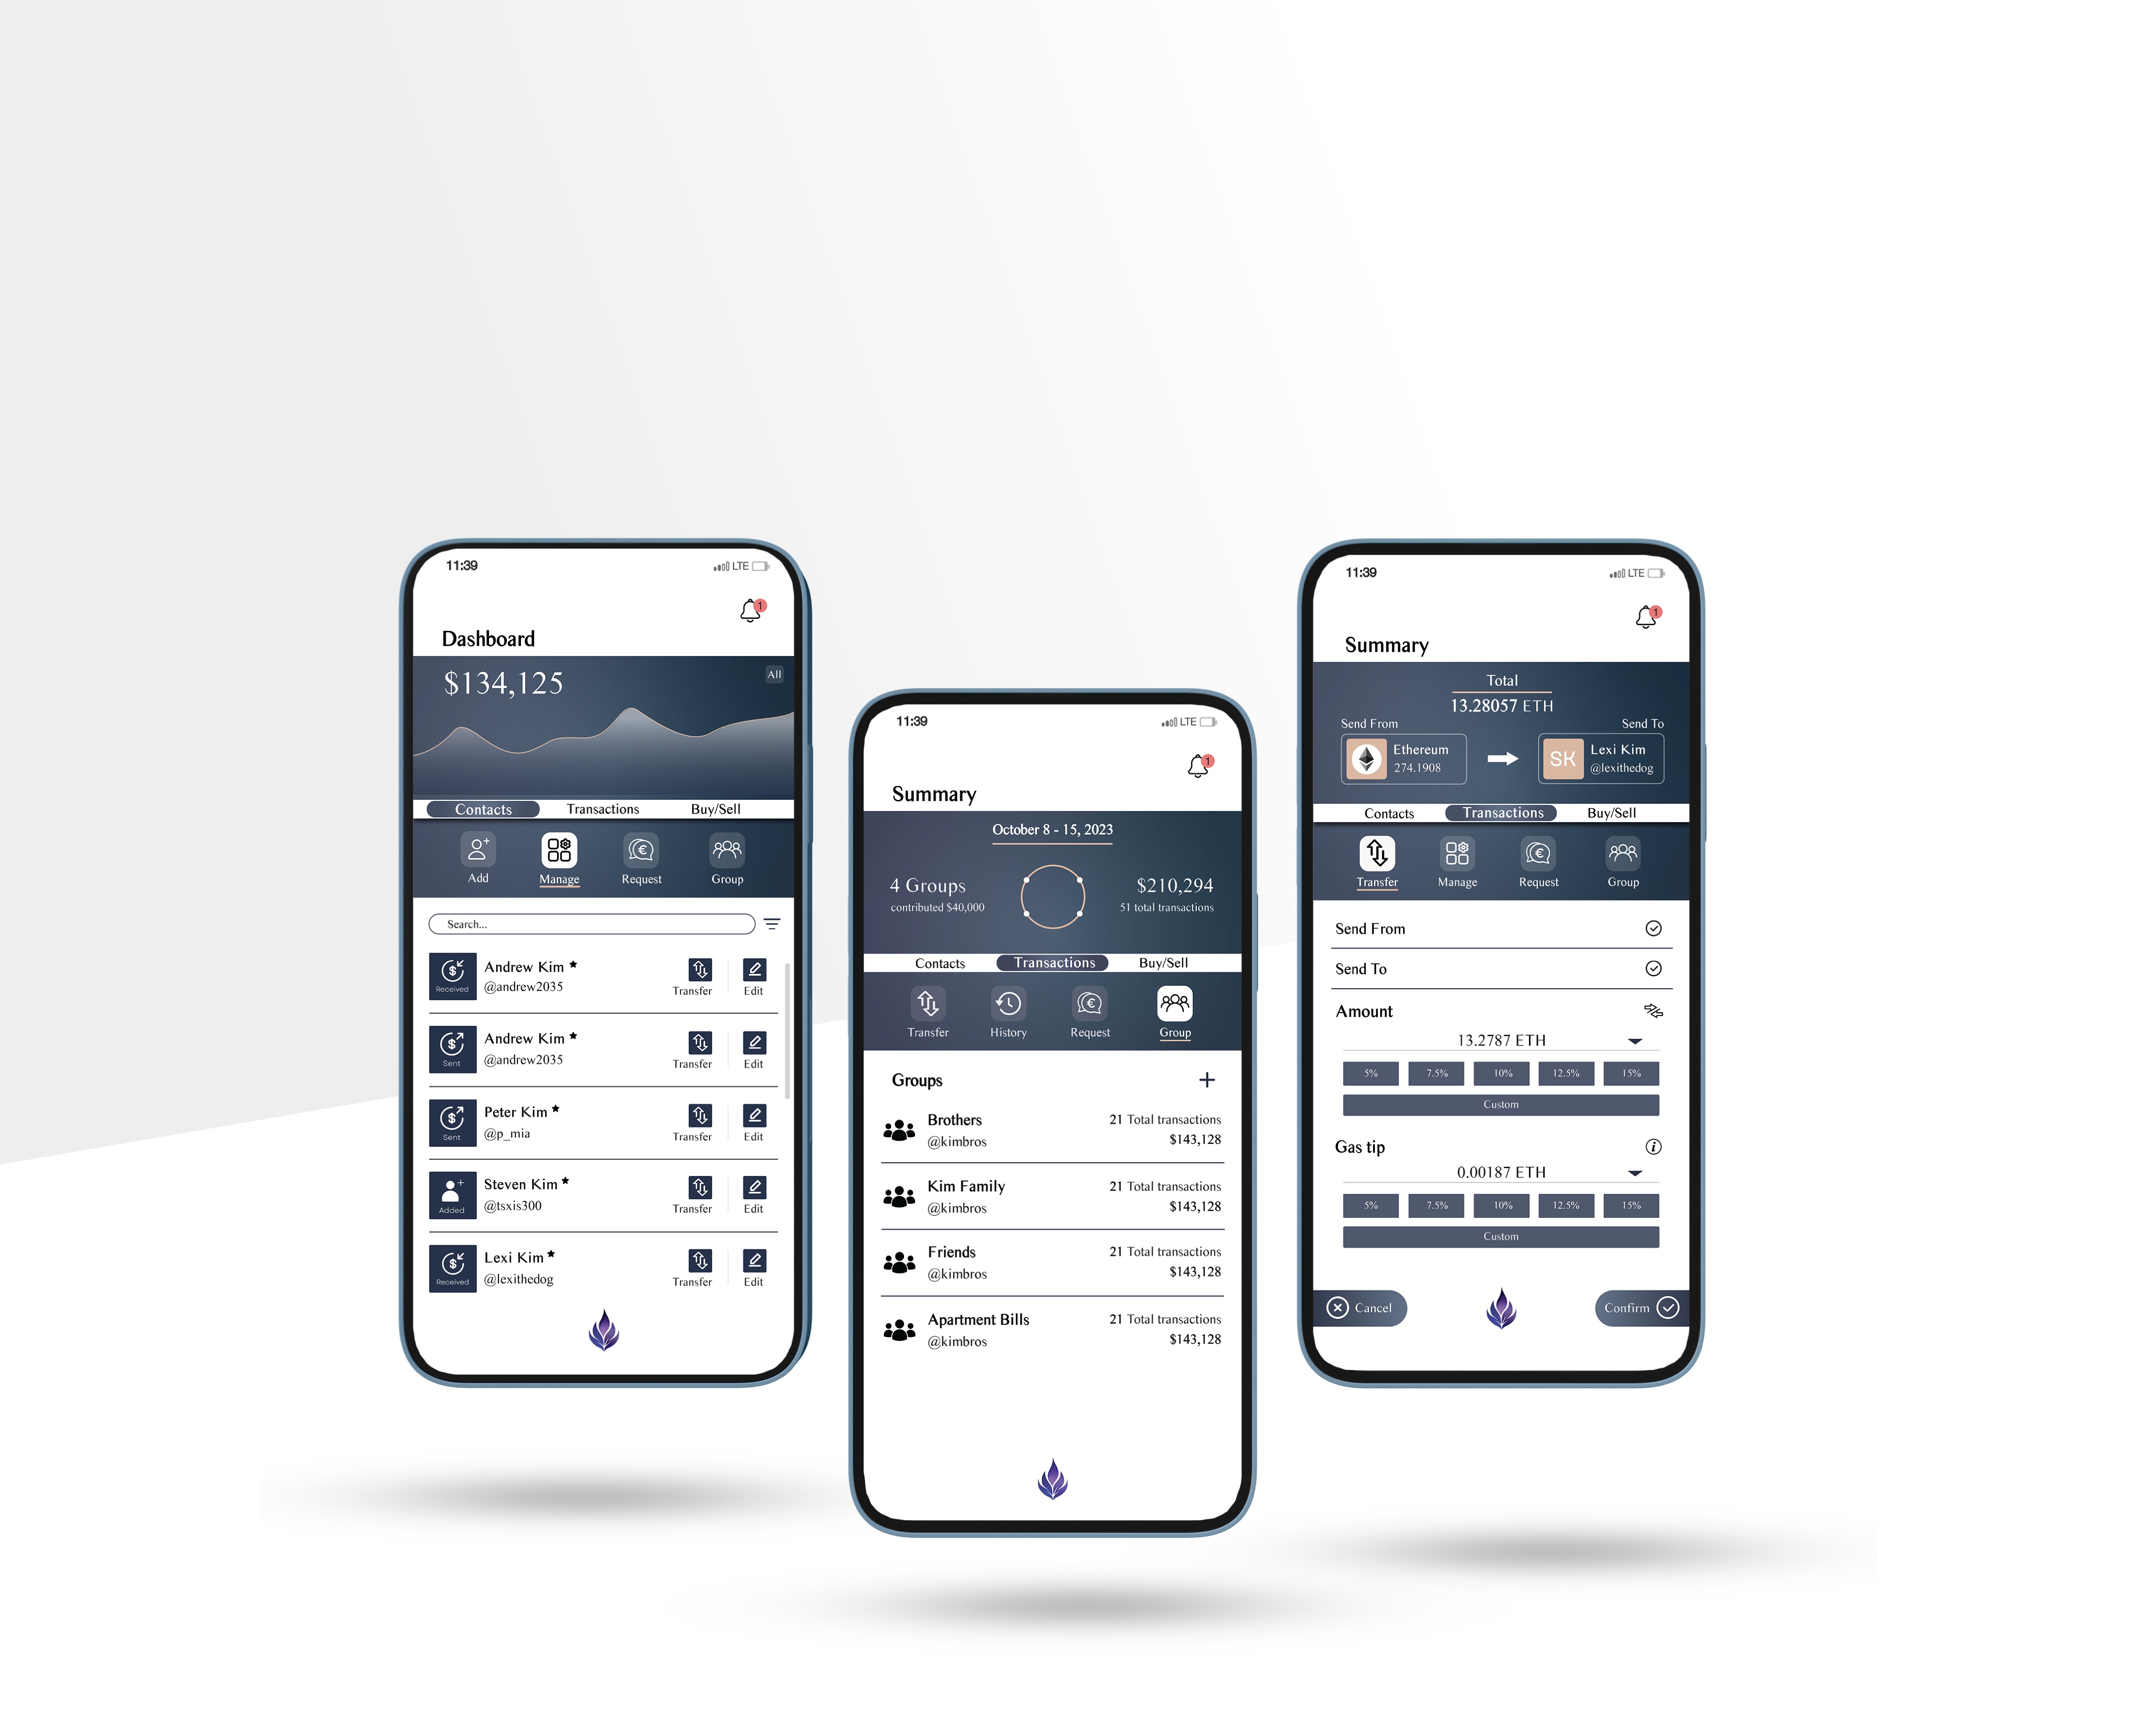 11:39
LTE
1
Dashboard
$134,125
All
Contacts Transactions Buy/Sell
Add Manage Request Group
Search...
Received
Andrew Kim
@andrew2035
Transfer Edit
Sent
Andrew Kim
@andrew2035
Transfer Edit
Sent
Peter Kim
@p_mia
Transfer Edit
Added
Steven Kim
@tsxis300
Transfer Edit
Received
Lexi Kim
@lexithedog
Transfer Edit
11:39
LTE
1
Summary
October 8 - 15, 2023
4 Groups
contributed $40,000
$210,294
51 total transactions
Contacts Transactions Buy/Sell
Transfer History Request Group
Groups
Brothers
@kimbros
21 Total transactions
$143,128
Kim Family
@kimbros
21 Total transactions
$143,128
Friends
@kimbros
21 Total transactions
$143,128
Apartment Bills
@kimbros
21 Total transactions
$143,128
11:39
LTE
1
Summary
Total
13.28057 ETH
Send From
Send To
Ethereum
274.1908
SK
Lexi Kim
@lexithedog
Contacts Transactions Buy/Sell
Transfer Manage Request Group
Send From
Send To
Amount
13.2787 ETH
5% 7.5% 10% 12.5% 15%
Custom
Gas tip
0.00187 ETH
5% 7.5% 10% 12.5% 15%
Custom
Cancel
Confirm